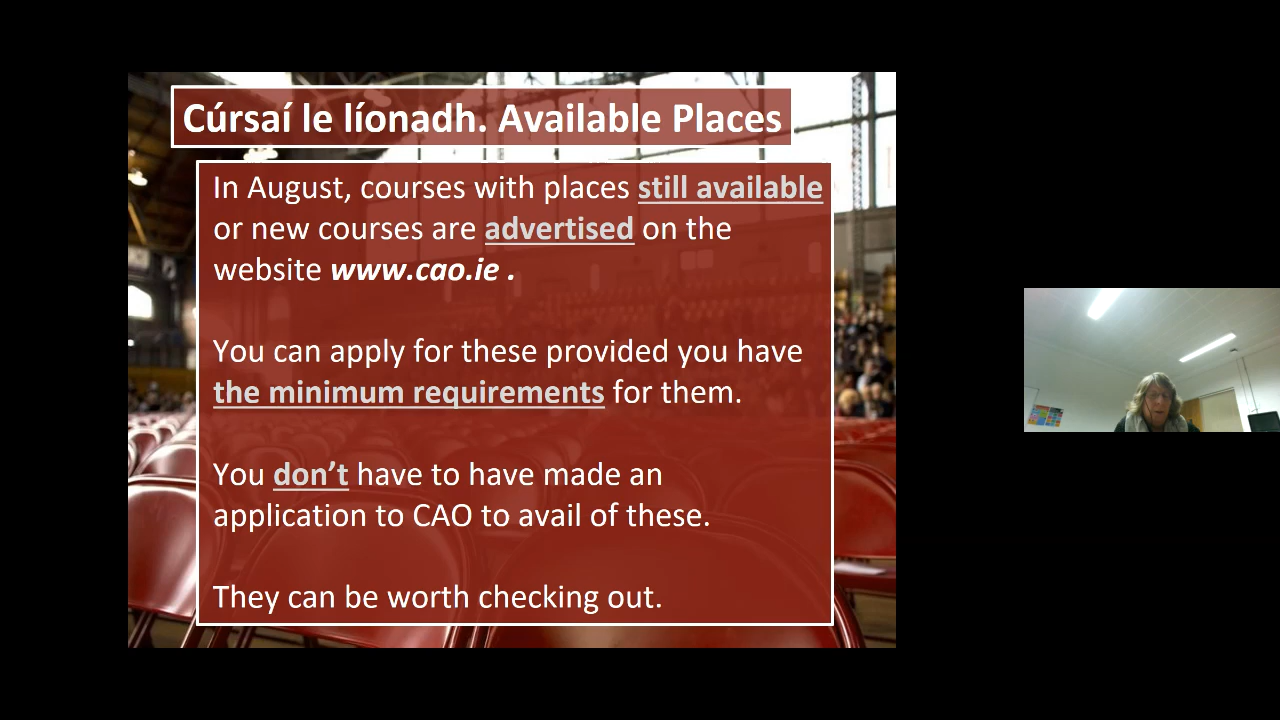 Cúrsaí le líonadh. Available Places
In August, courses with places still available
or new courses are advertised on the
website www.cao.ie .
You can apply for these provided you have
the minimum requirements for them.
You don't have to have made an
application to CAO to avail of these.
They can be worth checking out.